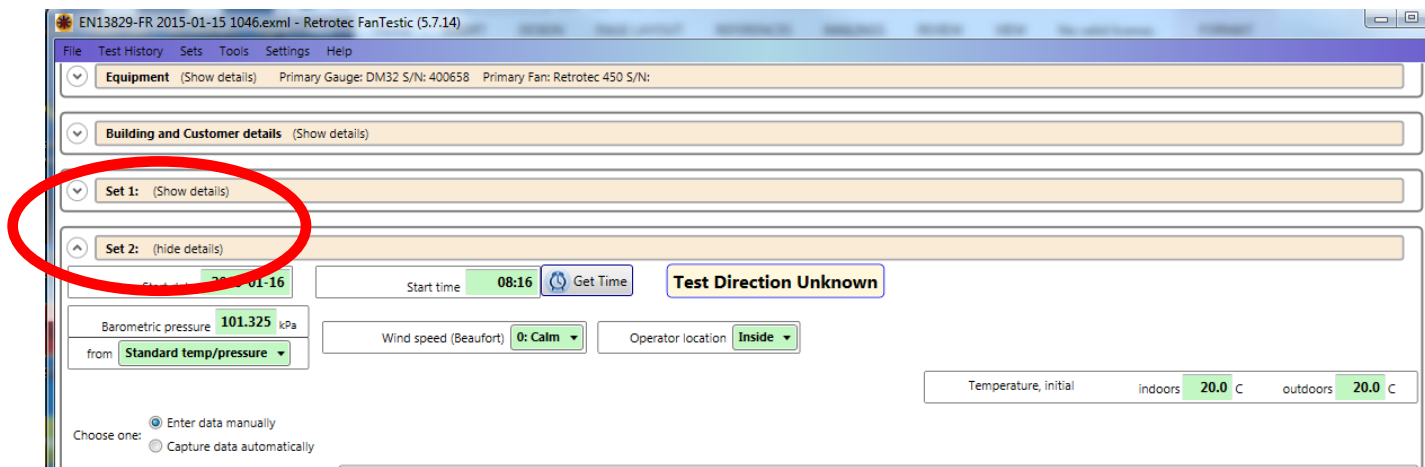 EN13829-FR 2015-01-15 1046.exml - Retrotec FanTestic (5.7.14)
File Test History Sets Tools Settings Help
Equipment (Show details) Primary Gauge: DM32 S/N: 400658 Primary Fan: Retrotec 450 S/N:
Building and Customer details (Show details)
Set 1: (Show details)
Set 2: (hide details)
01-16 Start time 08:16 Get Time Test Direction Unknown
Barometric pressure 101.325 kPa
Wind speed (Beaufort) 0: Calm Operator location Inside
from Standard temp/pressure
Temperature, initial indoors 20.0 C outdoors 20.0 C
Enter data manually
Choose one:
Capture data automatically